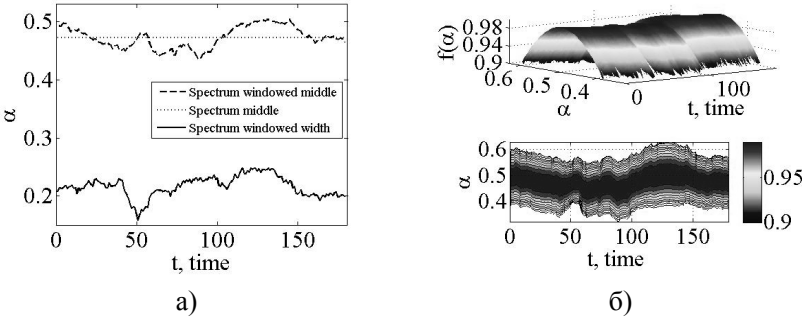 0.5
0.4
0.3
0.2
α
0 50 100 150
t, time
Spectrum windowed middle
Spectrum middle
Spectrum windowed width
а)
f(α)
0.98
0.94
0.9
0.6
0.5
0.4
α
0
100
t, time
α
0.6
0.5
0.4
0 50 100 150
t, time
0.95
0.9
б)